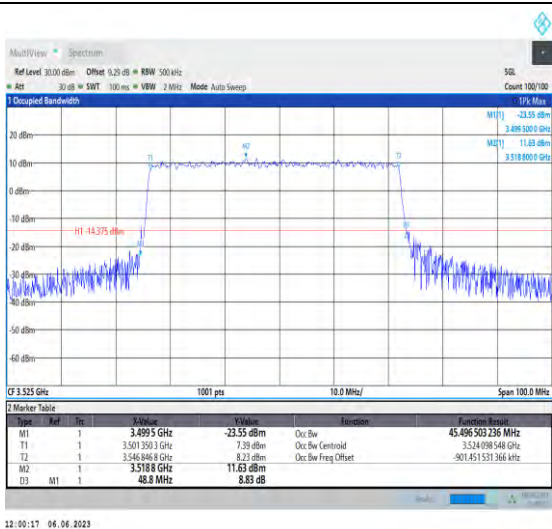 MultiView Spectrum
Ref Level 30.00 dBm Offset 9.29 dB RBW 500 kHz SGL
Att 30 dB SWT 100 ms VBW 2 MHz Mode Auto Sweep Count 100/100
1 Occupied Bandwidth 1Pk Max
M1[1] -23.55 dBm
3.499 5000 GHz
M2[1] 11.63 dBm
3.518 8000 GHz
20 dBm
M2
T1
T2
10 dBm
0 dBm
-10 dBm
H1 -14.375 dBm
-20 dBm
-30 dBm
-40 dBm
-50 dBm
-60 dBm
CF 3.525 GHz 1001 pts 10.0 MHz/ Span 100.0 MHz
2 Marker Table
Type Ref Trc X-Value Y-Value Function Function Result
M1 1 3.4995 GHz -23.55 dBm Occ Bw 45.496 503 236 MHz
T1 1 3.501 350 3 GHz 7.39 dBm Occ Bw Centroid 3.524 098 548 GHz
T2 1 3.546 846 8 GHz 8.23 dBm Occ Bw Freq Offset -901.451 531 366 kHz
M2 1 3.5188 GHz 11.63 dBm
D3 M1 1 48.8 MHz 8.83 dB
12:00:17 06.06.2023